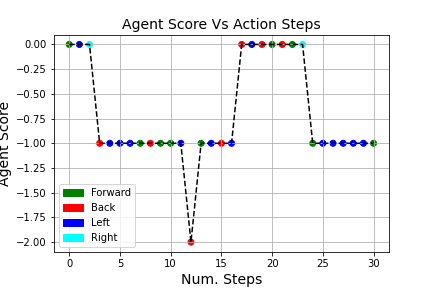 Agent Score Vs Action Steps
Agent Score
0.00
−0.25
−0.50
−0.75
−1.00
−1.25
−1.50
−1.75
−2.00
Forward
Back
Left
Right
0 5 10 15 20 25 30
Num. Steps